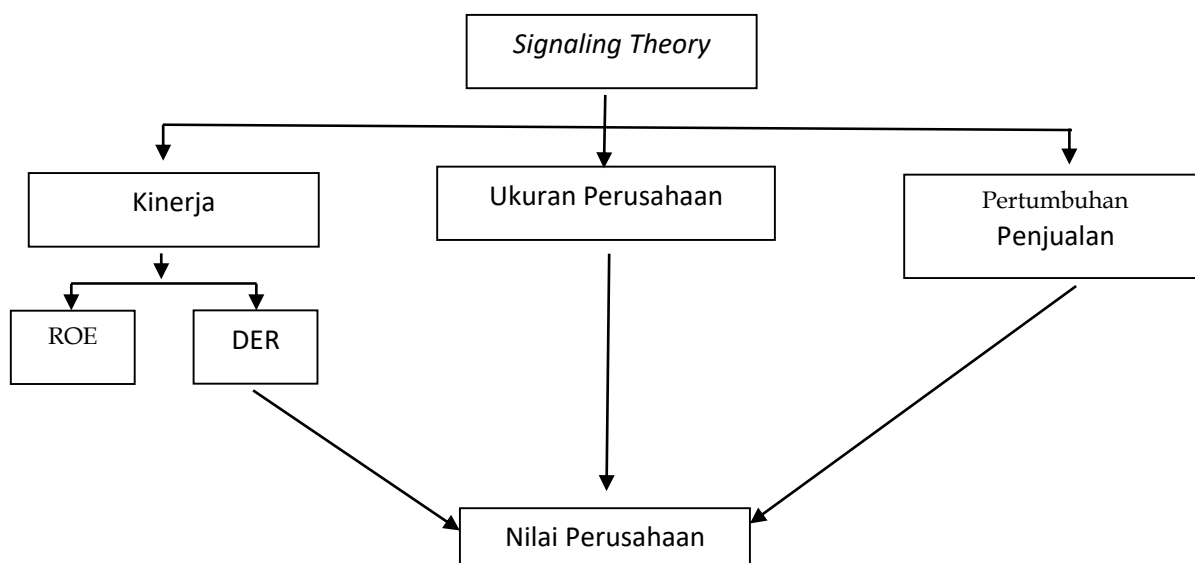 Signaling Theory
Kinerja
Ukuran Perusahaan
Pertumbuhan
Penjualan
ROE
DER
Nilai Perusahaan